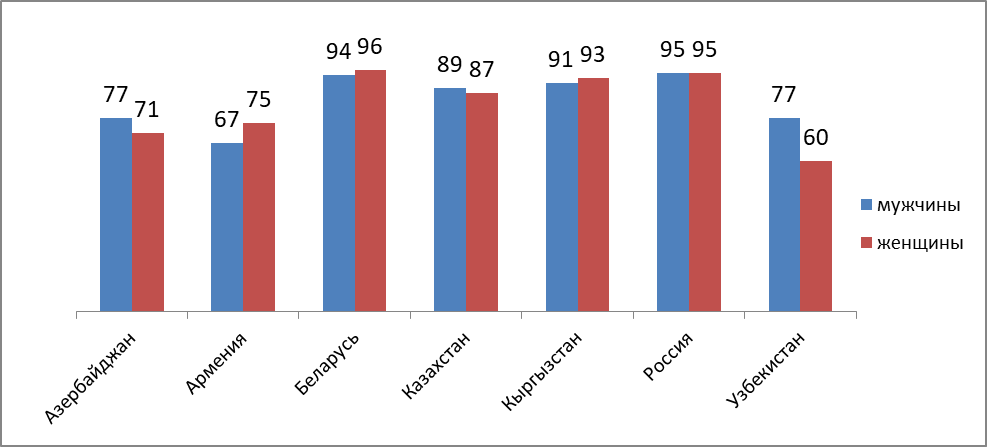 77 71
67 75
94 96
89 87
91 93
95 95
77 60
Азербайджан
Армения
Беларусь
Казахстан
Кыргызстан
Россия
Узбекистан
мужчины
женщины